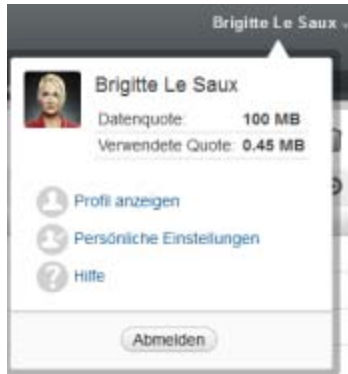 Brigitte Le Saux
Brigitte Le Saux
Datenquote: 100 MB
Verwendete Quote: 0.45 MB
Profil anzeigen
Persönliche Einstellungen
Hilfe
Abmelden